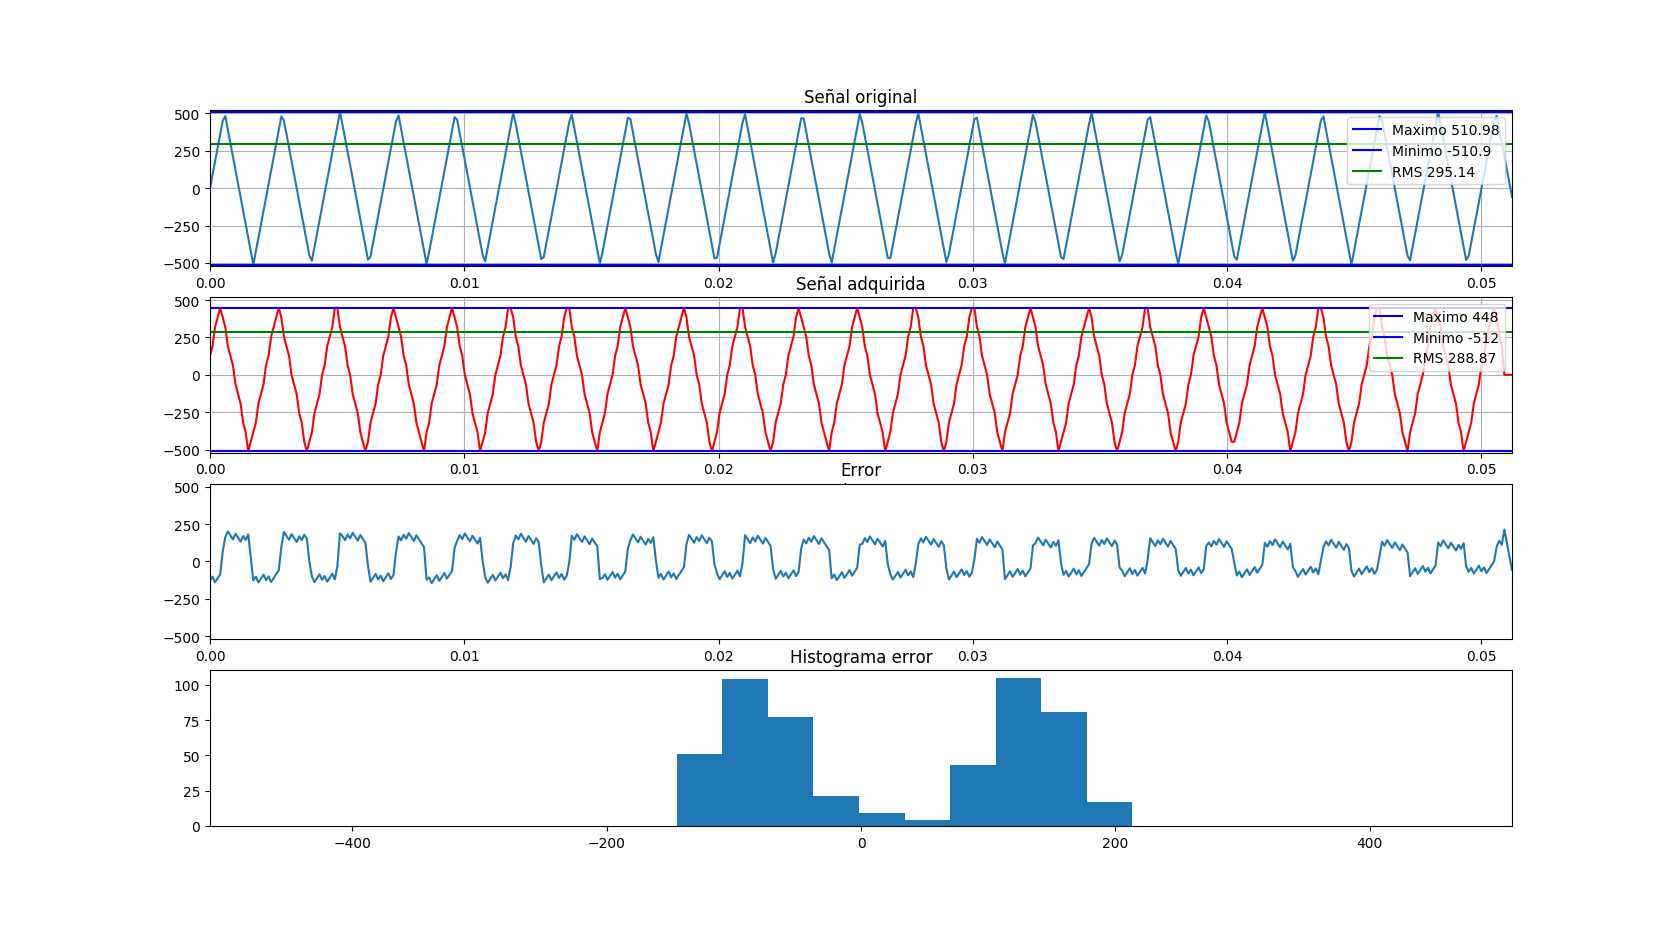 Señal original
500
250
0
−250
−500
Maximo 510.98
Minimo -510.9
RMS 295.14
0.00 0.01 0.02 0.03 0.04 0.05
Señal adquirida
500
250
0
−250
−500
Maximo 448
Minimo -512
RMS 288.87
0.00 0.01 0.02 0.03 0.04 0.05
Error
500
250
0
−250
−500
0.00 0.01 0.02 0.03 0.04 0.05
Histograma error
100
75
50
25
0
−400 −200 0 200 400